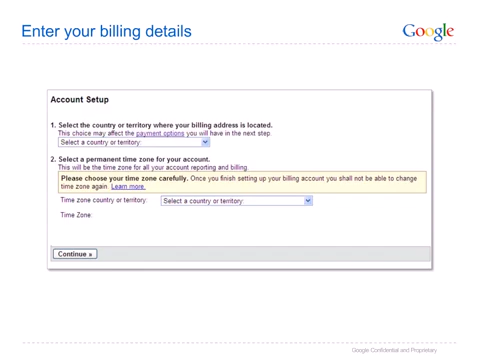 Enter your billing details
Google
Account Setup
1. Select the country or territory where your billing address is located.
This choice may affect the payment options you will have in the next step.
Select a country or territory:
2. Select a permanent time zone for your account.
This will be the time zone for all your account reporting and billing.
Please choose your time zone carefully. Once you finish setting up your billing account you shall not be able to change
time zone again. Learn more.
Time zone country or territory: Select a country or territory:
Time Zone:
Continue »
Google Confidential and Proprietary